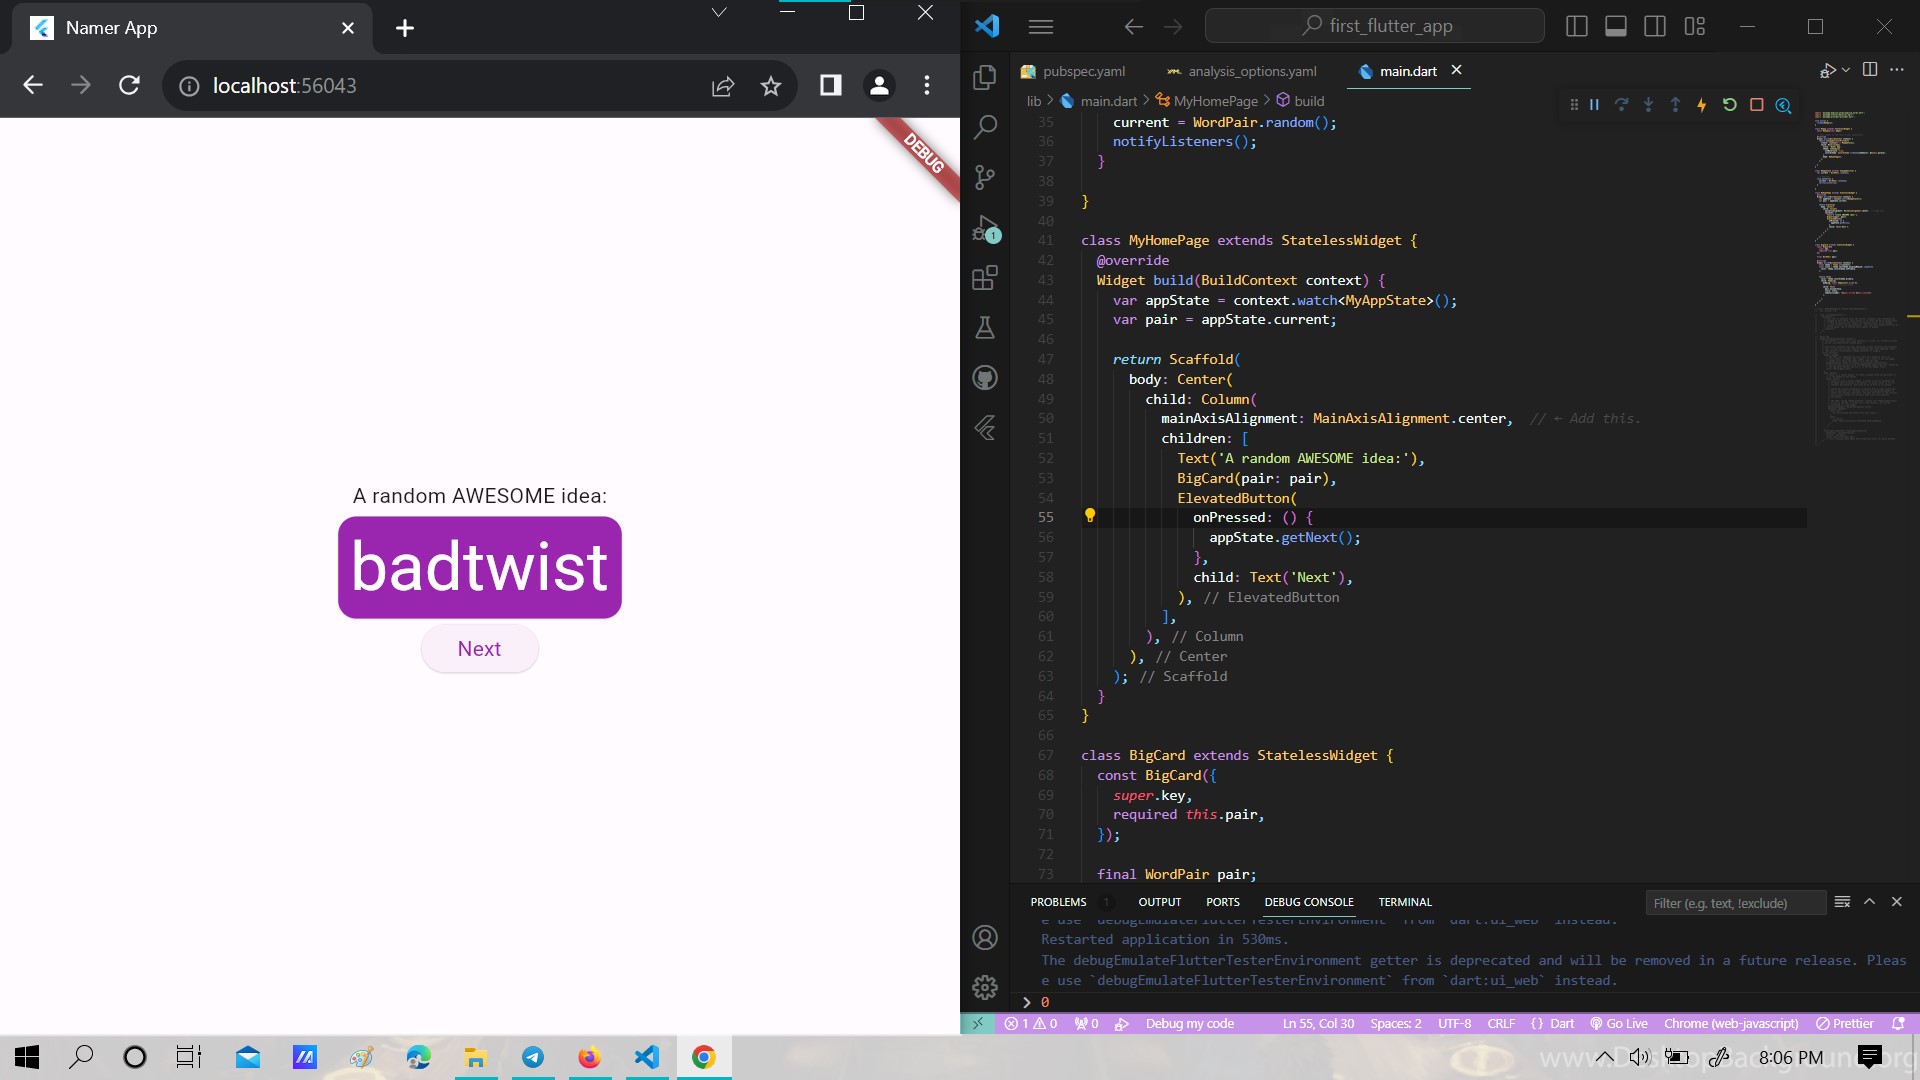 Namer App
localhost:56043
DEBUG
A random AWESOME idea:
badtwist
Next
first_flutter_app
pubspec.yaml
analysis_options.yaml
main.dart
lib > main.dart > MyHomePage > build
35 current = WordPair.random();
36 notifyListeners();
37 }
38
39 }
40
41 class MyHomePage extends StatelessWidget {
42 @override
43 Widget build(BuildContext context) {
44 var appState = context.watch<MyAppState>();
45 var pair = appState.current;
46
47 return Scaffold(
48 body: Center(
49 child: Column(
50 mainAxisAlignment: MainAxisAlignment.center, // ← Add this.
51 children: [
52 Text('A random AWESOME idea:'),
53 BigCard(pair: pair),
54 ElevatedButton(
55 onPressed: () {
56 appState.getNext();
57 },
58 child: Text('Next'),
59 ), // ElevatedButton
60 ],
61 ), // Column
62 ), // Center
63 ); // Scaffold
64 }
65 }
66
67 class BigCard extends StatelessWidget {
68 const BigCard({
69 super.key,
70 required this.pair,
71 });
72
73 final WordPair pair;
1
PROBLEMS 1 OUTPUT PORTS DEBUG CONSOLE TERMINAL
Filter (e.g. text, !exclude)
e use `debugEmulateFlutterTesterEnvironment` from `dart:ui_web` instead.
Restarted application in 530ms.
The debugEmulateFlutterTesterEnvironment getter is deprecated and will be removed in a future release. Pleas
e use `debugEmulateFlutterTesterEnvironment` from `dart:ui_web` instead.
> 0
1 0 0 Debug my code Ln 55, Col 30 Spaces: 2 UTF-8 CRLF {} Dart Go Live Chrome (web-javascript) Prettier
8:06 PM